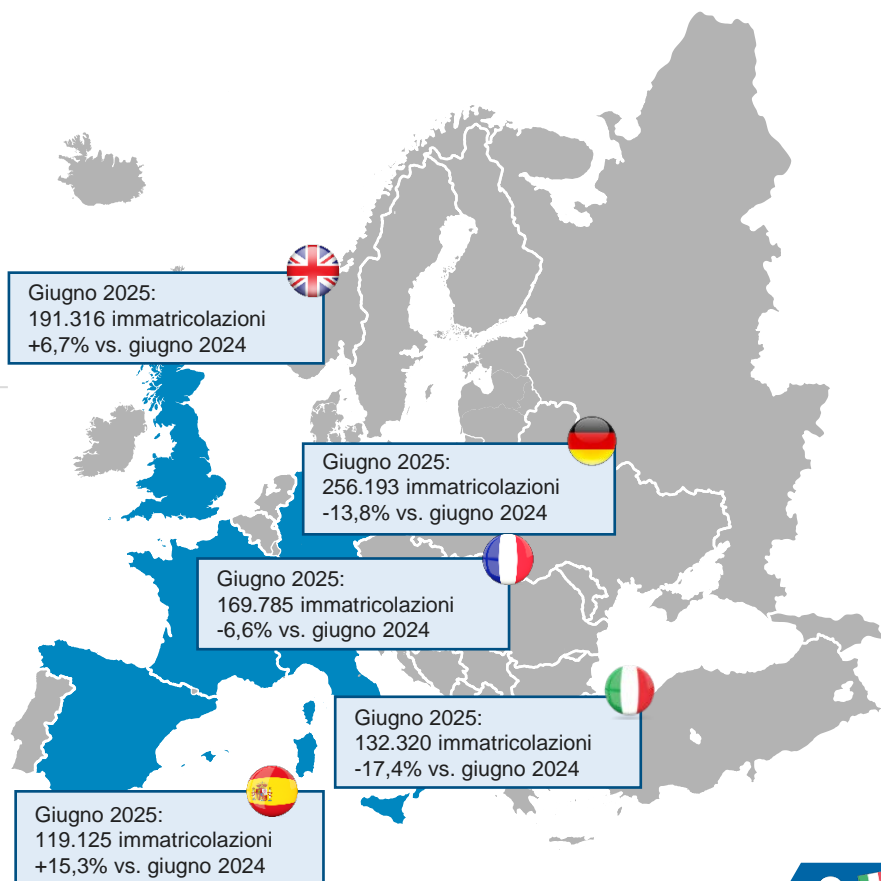 Giugno 2025:
191.316 immatricolazioni
+6,7% vs. giugno 2024
Giugno 2025:
256.193 immatricolazioni
-13,8% vs. giugno 2024
Giugno 2025:
169.785 immatricolazioni
-6,6% vs. giugno 2024
Giugno 2025:
132.320 immatricolazioni
-17,4% vs. giugno 2024
Giugno 2025:
119.125 immatricolazioni
+15,3% vs. giugno 2024